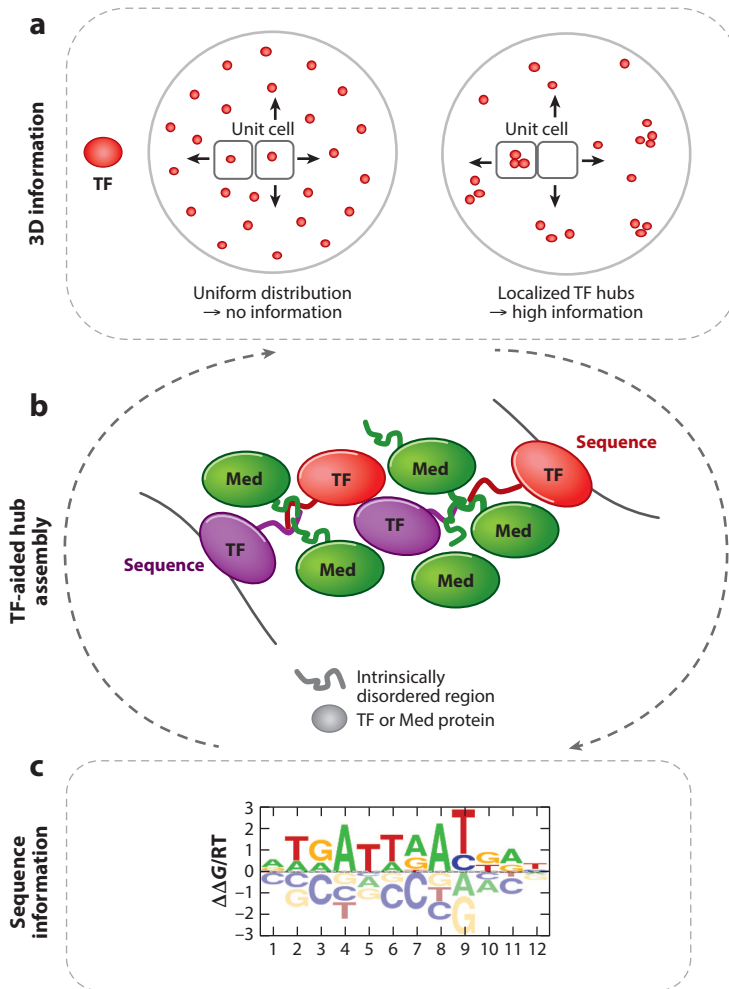 a
3D information
TF
Unit cell
Uniform distribution
→ no information
Unit cell
Localized TF hubs
→ high information
b
TF-aided hub
assembly
Med
TF
TF
Sequence
Med
TF
Med
Med
Med
TF
Sequence
Intrinsically
disordered region
TF or Med protein
c
Sequence
information
ΔΔG/RT
3
2
1
0
−1
−2
−3
A T G A T T A A T G A T
1 2 3 4 5 6 7 8 9 10 11 12